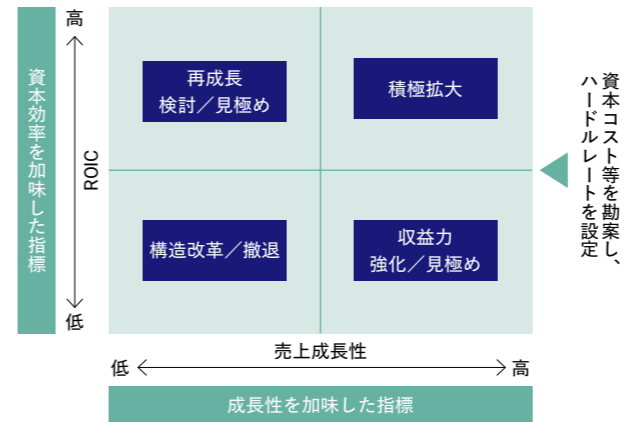 資本効率を加味した指標
高
ROIC
低
再成長
検討／見極め
積極拡大
構造改革／撤退
収益力
強化／見極め
資本コスト等を勘案し、
ハードルレートを設定
売上成長性
低
高
成長性を加味した指標